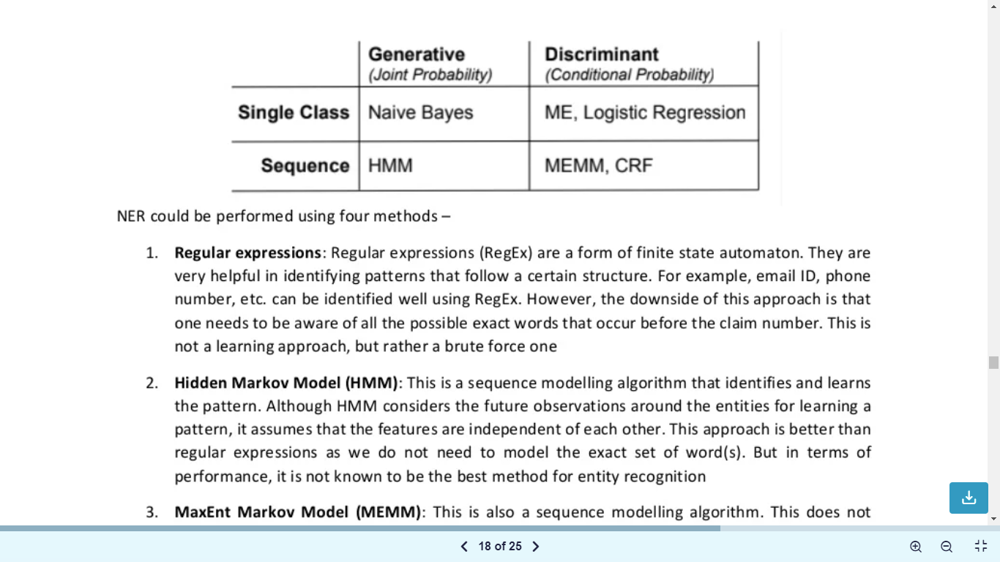 Generative Discriminant
(Joint Probability) (Conditional Probability)
Single Class Naive Bayes ME, Logistic Regression
Sequence HMM MEMM, CRF
NER could be performed using four methods –
1. Regular expressions: Regular expressions (RegEx) are a form of finite state automaton. They are
very helpful in identifying patterns that follow a certain structure. For example, email ID, phone
number, etc. can be identified well using RegEx. However, the downside of this approach is that
one needs to be aware of all the possible exact words that occur before the claim number. This is
not a learning approach, but rather a brute force one
2. Hidden Markov Model (HMM): This is a sequence modelling algorithm that identifies and learns
the pattern. Although HMM considers the future observations around the entities for learning a
pattern, it assumes that the features are independent of each other. This approach is better than
regular expressions as we do not need to model the exact set of word(s). But in terms of
performance, it is not known to be the best method for entity recognition
3. MaxEnt Markov Model (MEMM): This is also a sequence modelling algorithm. This does not
18 of 25